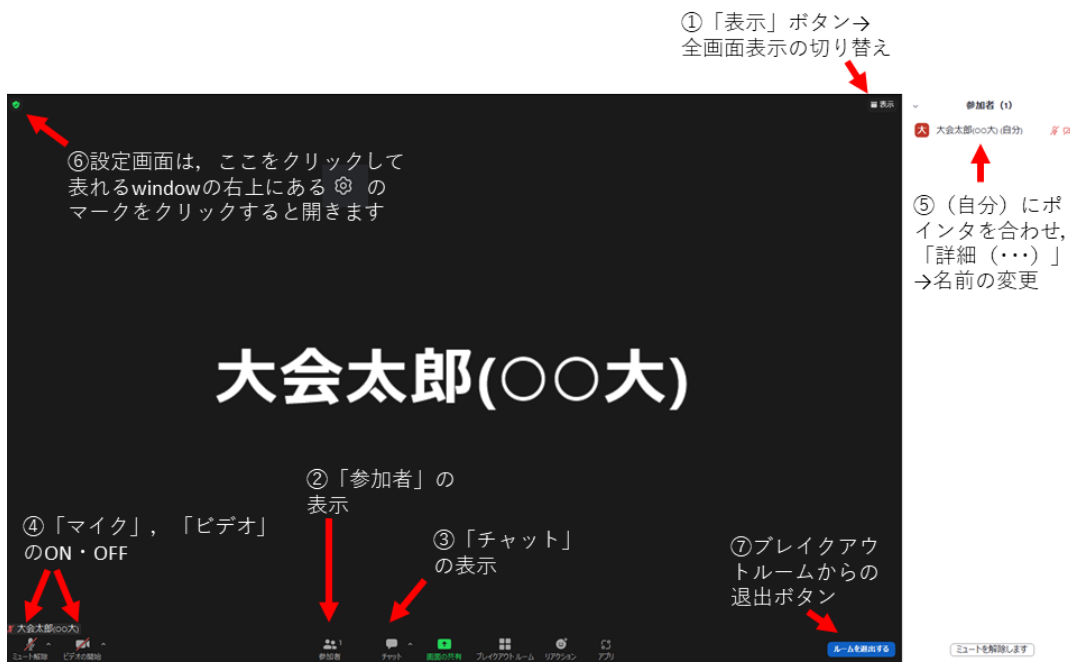 ①「表示」ボタン→
全画面表示の切り替え
表示
参加者 (1)
大 大会太郎(○○大) (自分)
⑥設定画面は，ここをクリックして
表れるwindowの右上にある の
マークをクリックすると開きます
⑤（自分）にポ
インタを合わせ,
「詳細（･･･）」
→名前の変更
大会太郎(○○大)
②「参加者」の
表示
④「マイク」，「ビデオ」
のON・OFF
③「チャット」
の表示
⑦ブレイクアウ
トルームからの
退出ボタン
大会太郎(○○大)
ミュート解除 ビデオの開始 参加者 1 チャット 画面の共有 ブレイクアウトルーム リアクション アプリ ルームを退出する
ミュートを解除します